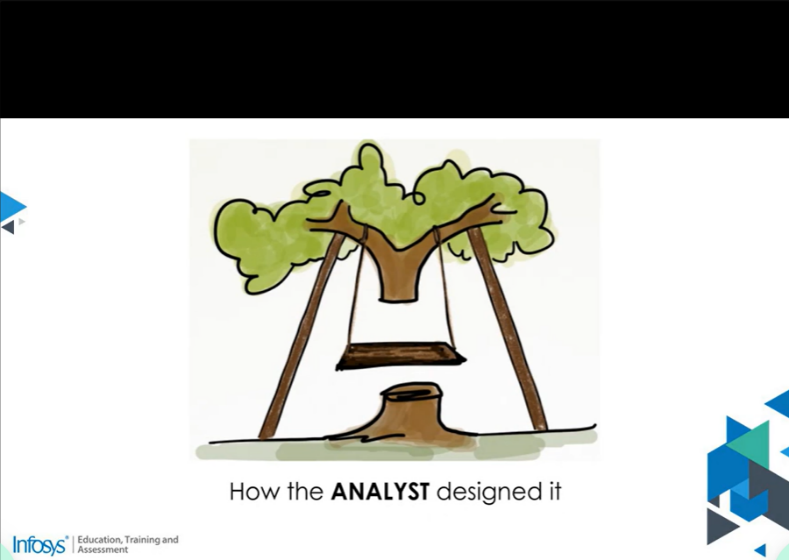 How the ANALYST designed it
Infosys® | Education, Training and
Assessment